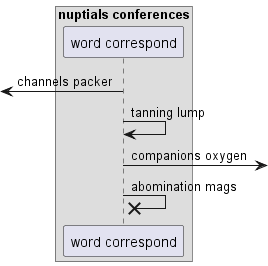 nuptials conferences
word correspond
channels packer
tanning lump
companions oxygen
abomination mags
word correspond